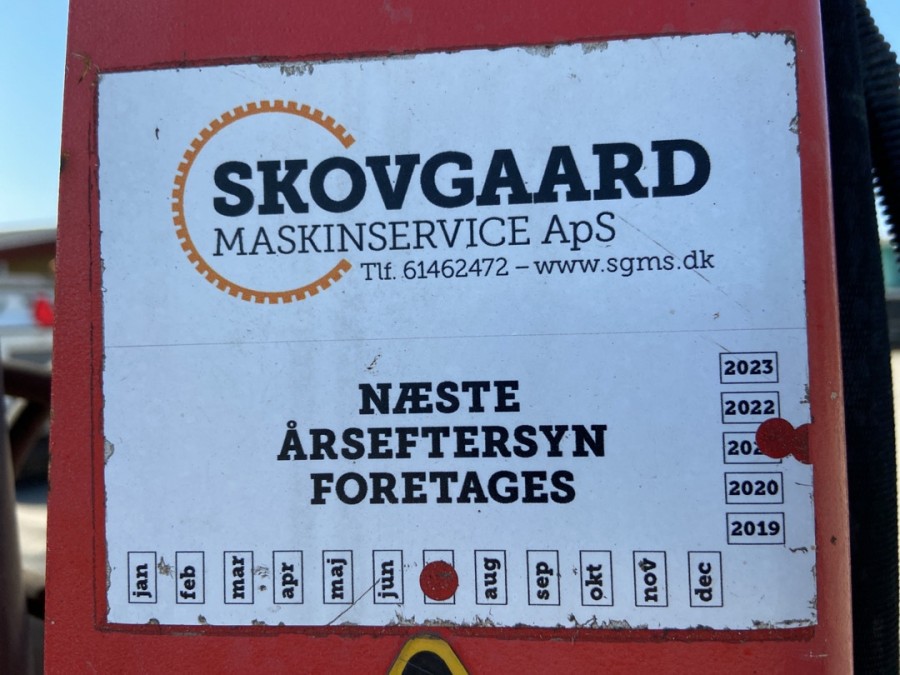 SKOVGAARD
MASKINSERVICE ApS
Tlf. 61462472 – www.sgms.dk
NÆSTE
ÅRSEFTERSYN
FORETAGES
2023
2022
2020
2019
jan feb mar apr maj jun aug sep okt nov dec